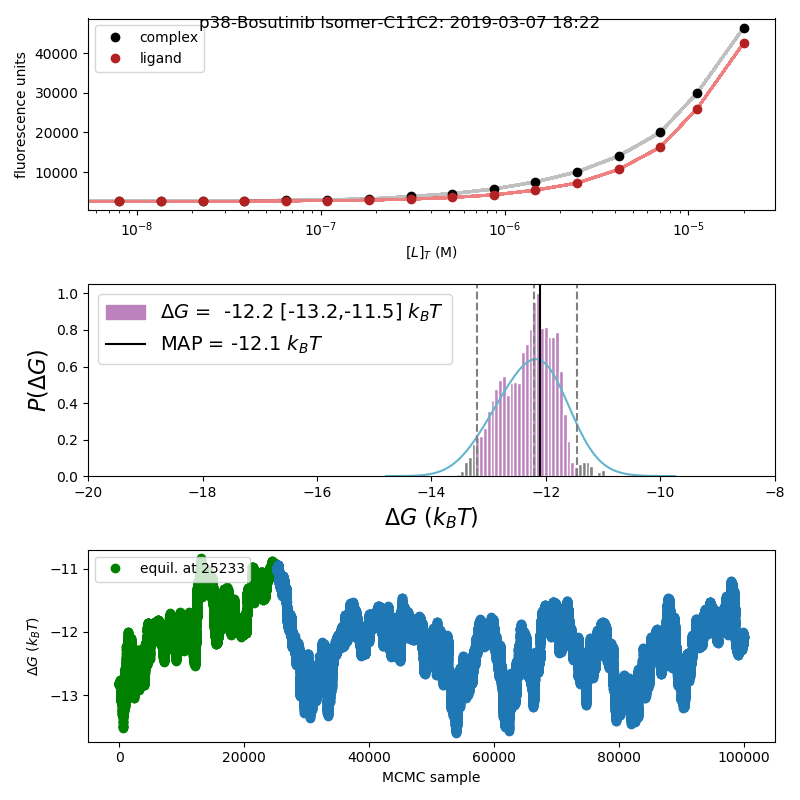 p38-Bosutinib Isomer-C11C2: 2019-03-07 18:22
complex
ligand
fluorescence units
40000
30000
20000
10000
10⁻⁸ 10⁻⁷ 10⁻⁶ 10⁻⁵
[L]_T (M)
ΔG = -12.2 [-13.2,-11.5] k_BT
MAP = -12.1 k_BT
P(ΔG)
1.0
0.8
0.6
0.4
0.2
0.0
−20 −18 −16 −14 −12 −10 −8
ΔG (k_BT)
equil. at 25233
ΔG (k_BT)
−11
−12
−13
0 20000 40000 60000 80000 100000
MCMC sample